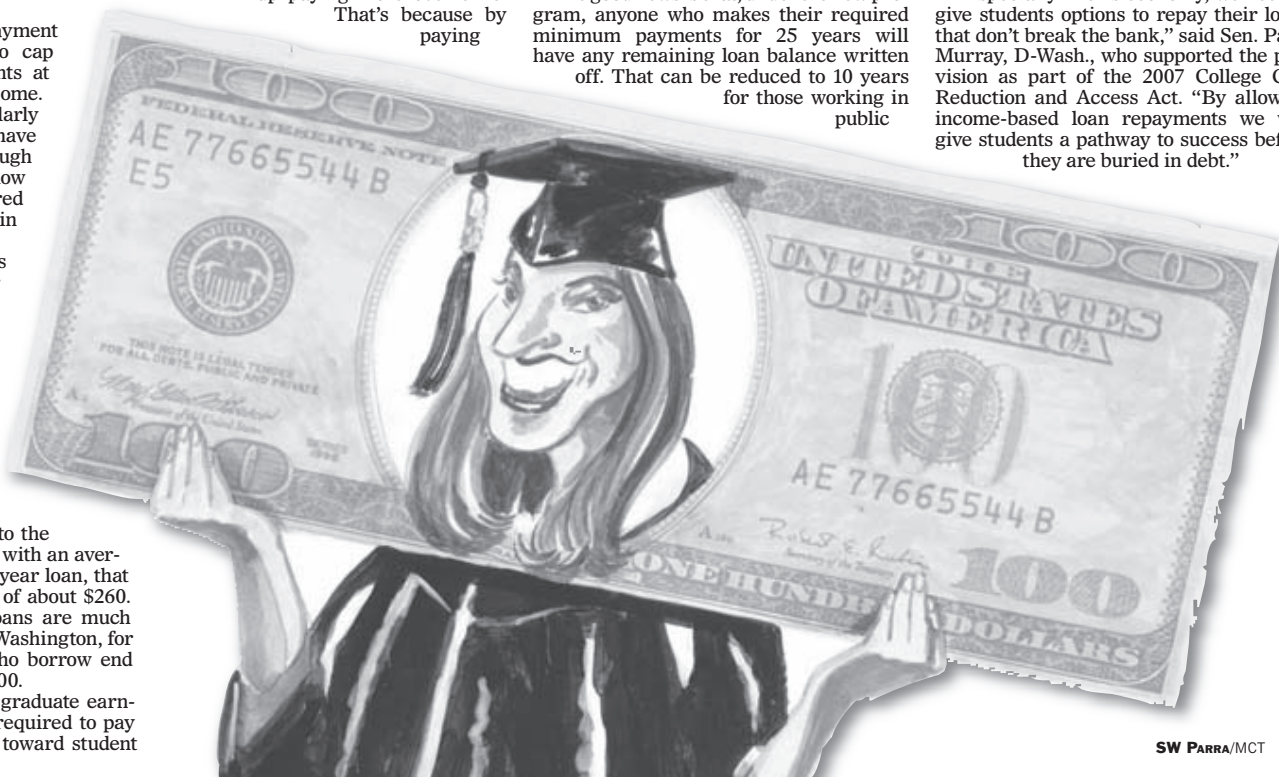 yment
o cap
nts at
ome.
larly
have
ugh
ow
red
in
s
to the
with an aver-
year loan, that
of about $260.
oans are much
Washington, for
ho borrow end
00.
graduate earn-
required to pay
toward student
That's because by
paying
gram, anyone who makes their required
minimum payments for 25 years will
have any remaining loan balance written
off. That can be reduced to 10 years
for those working in
public
give students options to repay their lo
that don't break the bank,” said Sen. Pa
Murray, D-Wash., who supported the p
vision as part of the 2007 College C
Reduction and Access Act. “By allow
income-based loan repayments we w
give students a pathway to success bef
they are buried in debt.”
100
FEDERAL RESERVE NOTE
AE 77665544 B
E5
THIS NOTE IS LEGAL TENDER
FOR ALL DEBTS, PUBLIC AND PRIVATE
100
100
THE
UNITED STATES
OF AMERICA
100
AE 77665544 B
100
ONE HUNDR
DOLLARS
SW PARRA/MCT